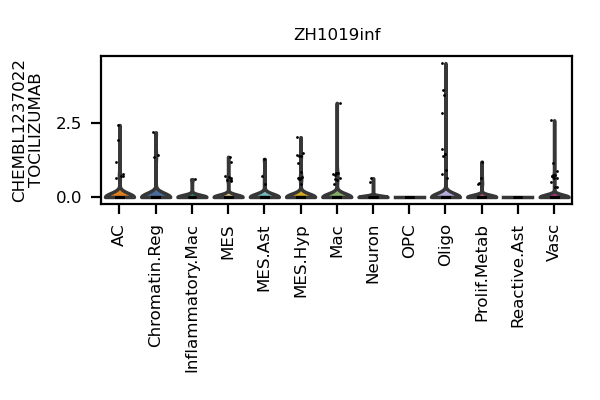 ZH1019inf
CHEMBL1237022
TOCILIZUMAB
2.5
0.0
AC
Chromatin.Reg
Inflammatory.Mac
MES
MES.Ast
MES.Hyp
Mac
Neuron
OPC
Oligo
Prolif.Metab
Reactive.Ast
Vasc